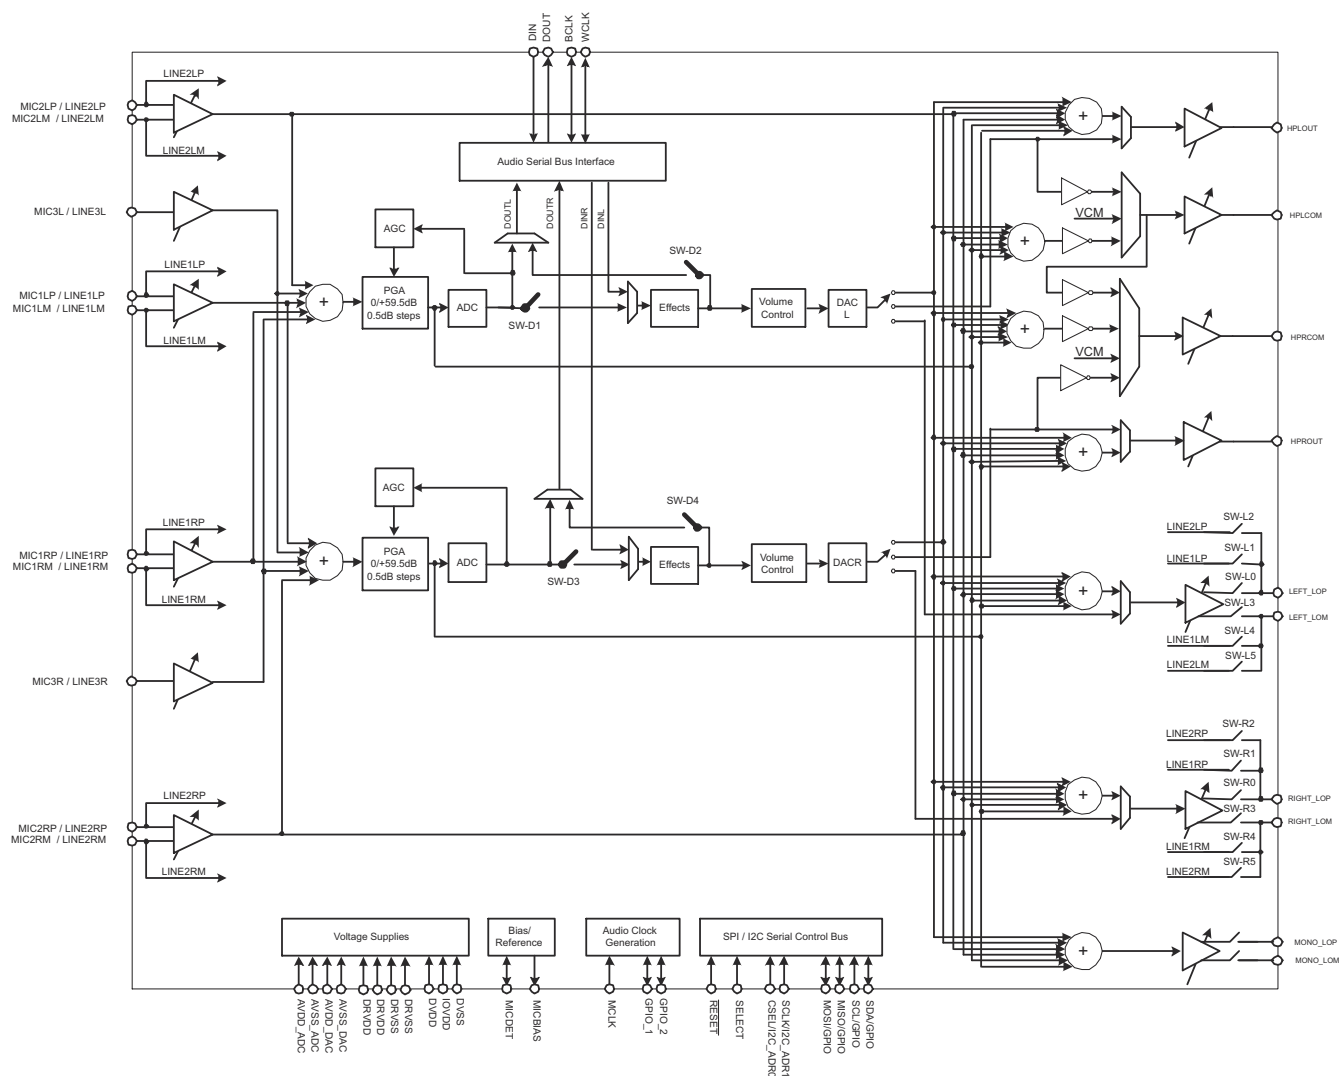 DIN
DOUT
BCLK
WCLK
LINE2LP
MIC2LP / LINE2LP
MIC2LM / LINE2LM
LINE2LM
Audio Serial Bus Interface
+
HPLOUT
MIC3L / LINE3L
AGC
DOUTL
DOUTR
DINR
DINL
SW-D2
VCM
+
HPLCOM
LINE1LP
MIC1LP / LINE1LP
MIC1LM / LINE1LM
LINE1LM
+
PGA
0/+59.5dB
0.5dB steps
ADC
SW-D1
Effects
Volume
Control
DAC
L
+
VCM
HPRCOM
+
HPROUT
AGC
SW-D4
LINE1RP
MIC1RP / LINE1RP
MIC1RM / LINE1RM
LINE1RM
+
PGA
0/+59.5dB
0.5dB steps
ADC
SW-D3
Effects
Volume
Control
DACR
+
LINE2LP
SW-L2
LINE1LP
SW-L1
SW-L0
LEFT_LOP
SW-L3
LEFT_LOM
LINE1LM
SW-L4
LINE2LM
SW-L5
MIC3R / LINE3R
LINE2RP
SW-R2
LINE1RP
SW-R1
SW-R0
+
RIGHT_LOP
SW-R3
RIGHT_LOM
LINE1RM
SW-R4
LINE2RM
SW-R5
LINE2RP
MIC2RP / LINE2RP
MIC2RM / LINE2RM
LINE2RM
Voltage Supplies
Bias/
Reference
Audio Clock
Generation
SPI / I2C Serial Control Bus
+
MONO_LOP
MONO_LOM
AVDD_ADC
AVSS_ADC
AVDD_DAC
AVSS_DAC
DRVDD
DRVDD
DRVSS
DRVSS
DVDD
IOVDD
DVSS
MICDET
MICBIAS
MCLK
GPIO_1
GPIO_2
RESET
SELECT
CSEL/I2C_ADR0
SCLK/I2C_ADR1
MOSI/GPIO
MISO/GPIO
SCL/GPIO
SDA/GPIO